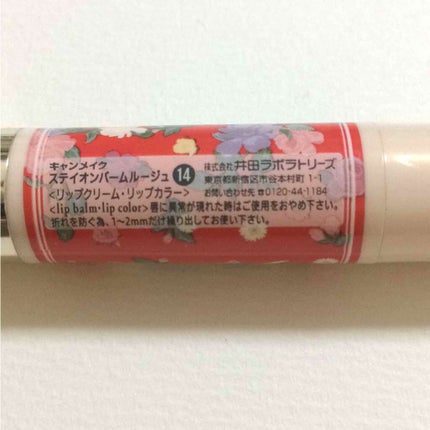 キャンメイク
ステイオンバームルージュ 14
<リップクリーム・リップカラー>
株式会社 井田ラボラトリーズ
東京都新宿区市谷本村町 1-1
お問い合わせ先 ☎0120-44-1184
<lip balm・lip color>唇に異常が現れた時はご使用をおやめ下さい。
折れを防ぐ為、1~2mmだけ繰り出してお使い下さい。